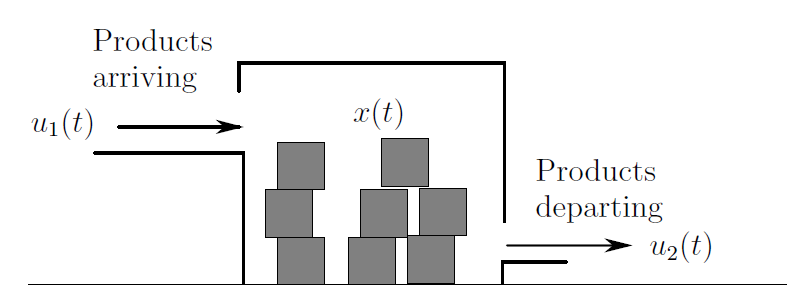 Products
arriving
u₁(t)
x(t)
Products
departing
u₂(t)